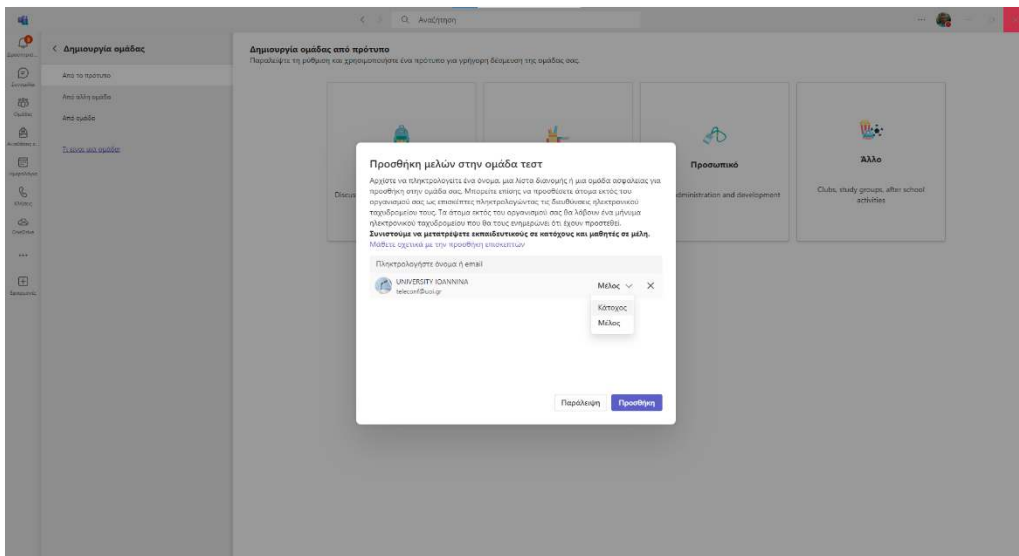 Αναζήτηση
Δημιουργία ομάδας
Από το πρότυπο
Από άλλη ομάδα
Από ομάδα
Τι είναι μια ομάδα;
Δημιουργία ομάδας από πρότυπο
Παραλείψτε τη ρύθμιση και χρησιμοποιήστε ένα πρότυπο για γρήγορη δέσμευση της ομάδας σας.
Προσωπικό
administration and development
Άλλο
Clubs, study groups, after school
activities
Προσθήκη μελών στην ομάδα τεστ
Αρχίστε να πληκτρολογείτε ένα όνομα, μια λίστα διανομής ή μια ομάδα ασφαλείας για
προσθήκη στην ομάδα σας. Μπορείτε επίσης να προσθέσετε άτομα εκτός του
οργανισμού σας ως επισκέπτες πληκτρολογώντας τις διευθύνσεις ηλεκτρονικού
ταχυδρομείου τους. Τα άτομα εκτός του οργανισμού σας θα λάβουν ένα μήνυμα
ηλεκτρονικού ταχυδρομείου που θα τους ενημερώνει ότι έχουν προστεθεί.
Συνιστούμε να μετατρέψετε εκπαιδευτικούς σε κατόχους και μαθητές σε μέλη.
Μάθετε σχετικά με την προσθήκη επισκεπτών
Πληκτρολογήστε όνομα ή email
UNIVERSITY IOANNINA
teleconf@uoi.gr
Μέλος
Κάτοχος
Μέλος
Παράλειψη
Προσθήκη
OneDrive